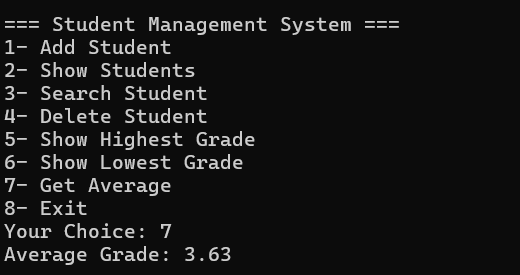 === Student Management System ===
1- Add Student
2- Show Students
3- Search Student
4- Delete Student
5- Show Highest Grade
6- Show Lowest Grade
7- Get Average
8- Exit
Your Choice: 7
Average Grade: 3.63